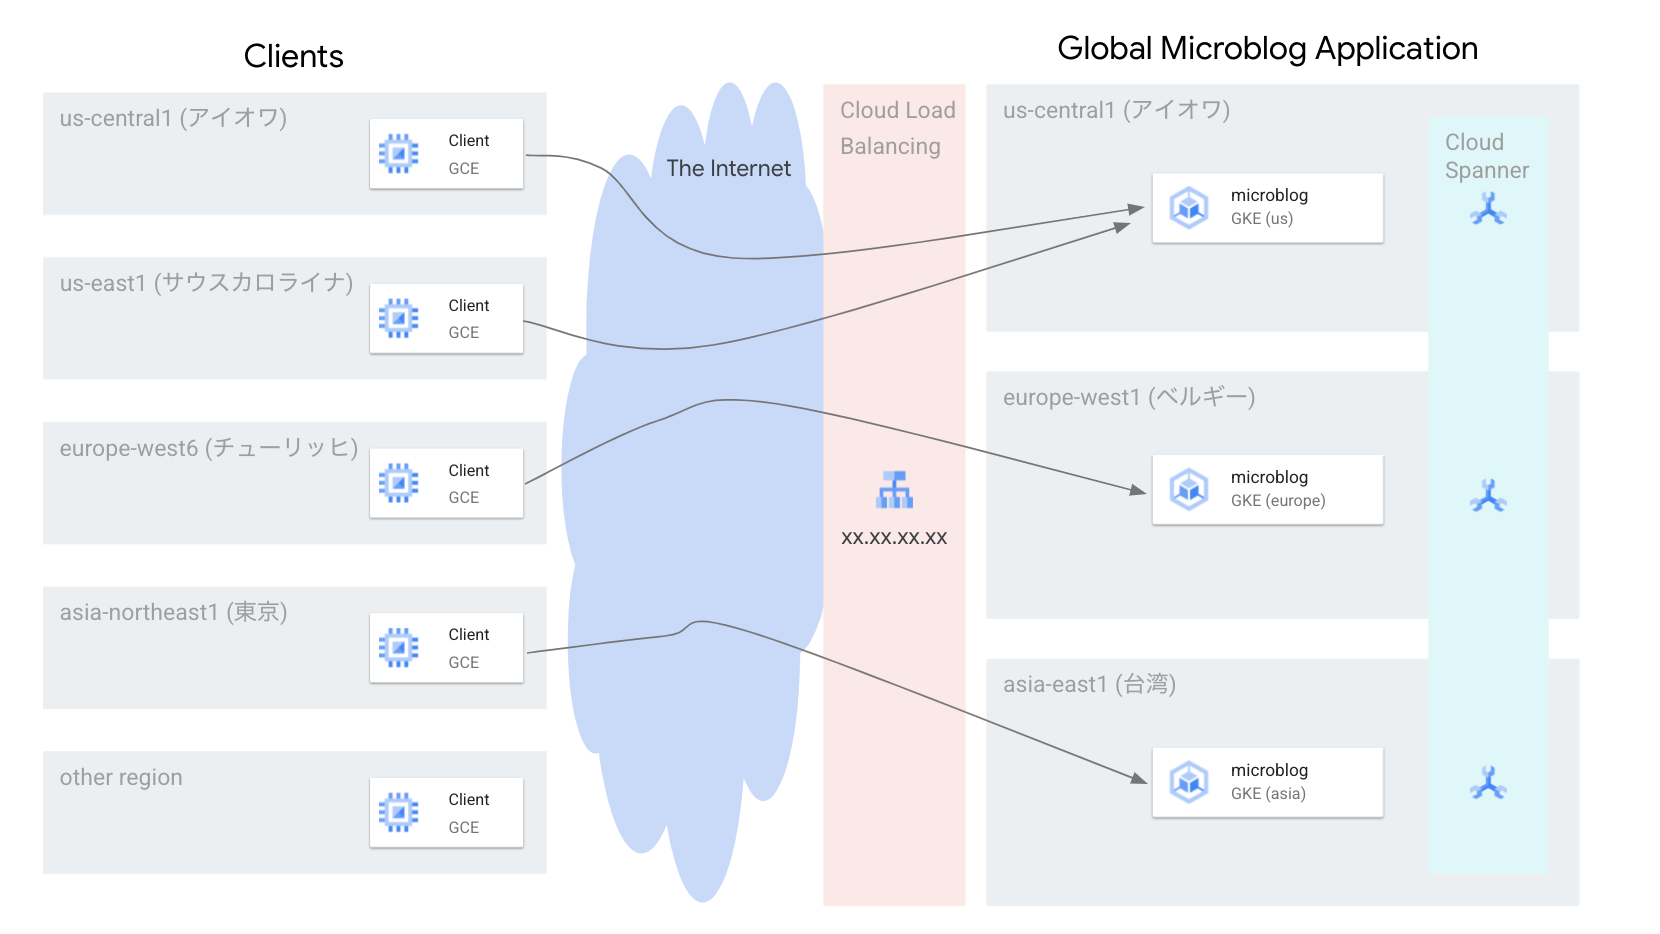 Clients
us-central1 (アイオワ)
Client
GCE
us-east1 (サウスカロライナ)
Client
GCE
europe-west6 (チューリッヒ)
Client
GCE
asia-northeast1 (東京)
Client
GCE
other region
Client
GCE
The Internet
Cloud Load
Balancing
xx.xx.xx.xx
Global Microblog Application
us-central1 (アイオワ)
microblog
GKE (us)
europe-west1 (ベルギー)
microblog
GKE (europe)
asia-east1 (台湾)
microblog
GKE (asia)
Cloud
Spanner